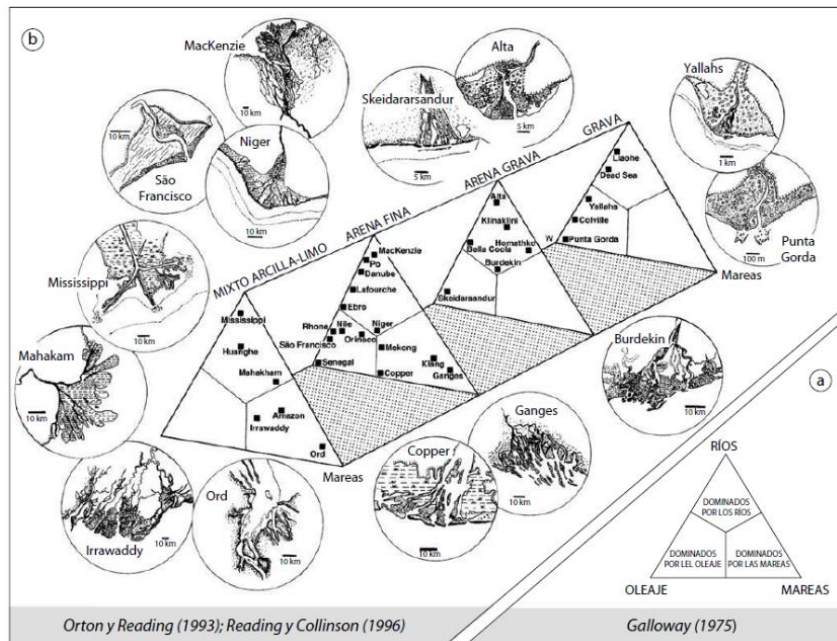 b
MacKenzie
10 km
Alta
5 km
Skeidararsandur
5 km
Yallahs
1 km
São
Francisco
10 km
Niger
10 km
Punta
Gorda
100 m
GRAVA
ARENA GRAVA
ARENA FINA
MIXTO ARCILLA-LIMO
Liaohe
Dead Sea
Yallahs
Colville
W
Punta Gorda
Mareas
Alta
Klinaklini
Bella Coola
Homathko
Burdekin
Skeidaraandur
MacKenzie
Po
Danube
Lafourche
Ebro
Rhone
Nile
Niger
São Francisco
Orinoco
Senegal
Mekong
Copper
Klang
Ganges
Mississippi
Huanghe
Mahakham
Amazon
Irrawaddy
Ord
Mareas
Mississippi
10 km
Mahakam
10 km
Irrawaddy
10 km
Ord
10 km
Copper
10 km
Ganges
10 km
Burdekin
10 km
a
RÍOS
DOMINADOS
POR LOS RÍOS
DOMINADOS
POR LEL OLEAJE
DOMINADOS
POR LAS MAREAS
OLEAJE
MAREAS
Orton y Reading (1993); Reading y Collinson (1996)
Galloway (1975)